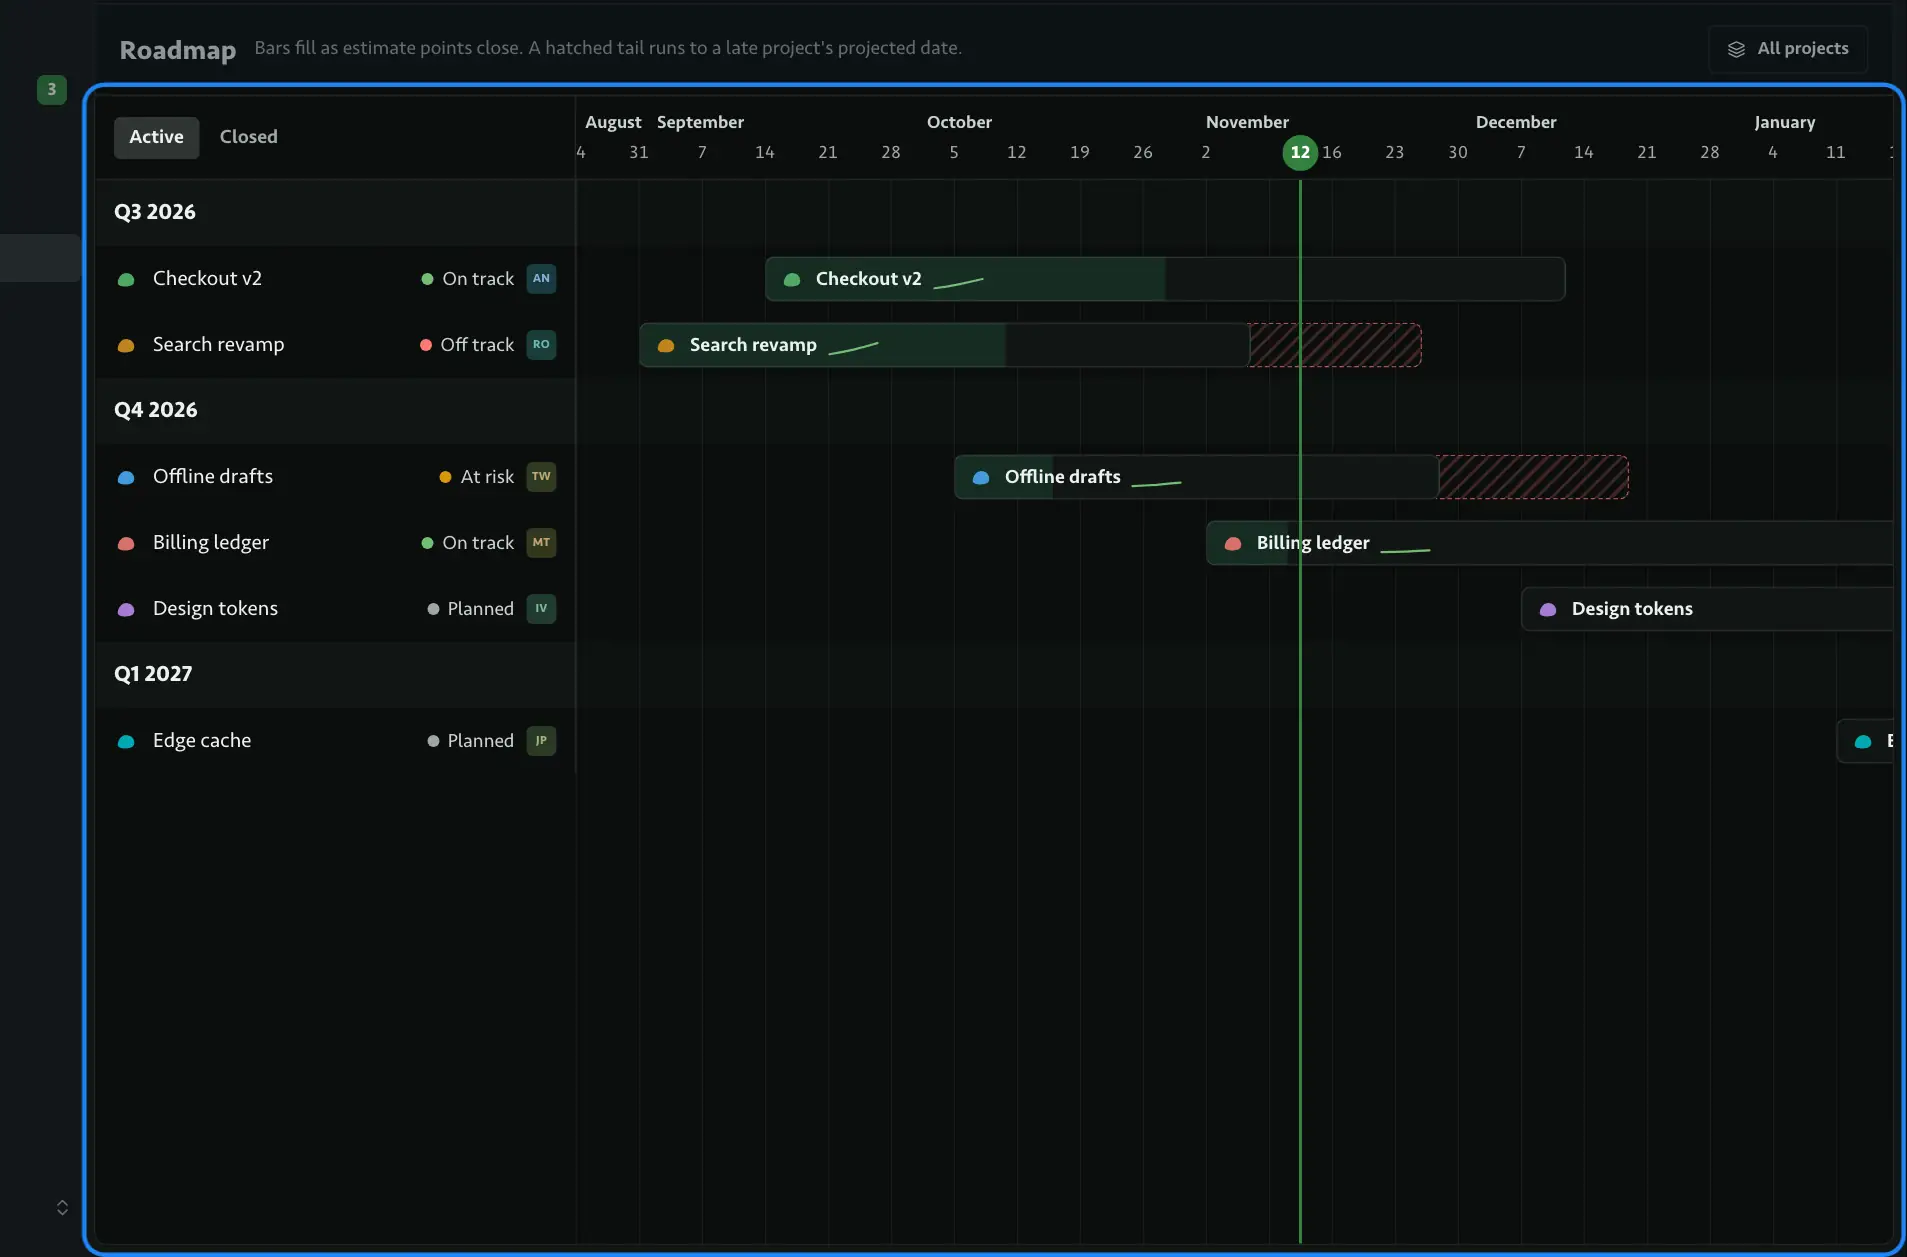 Roadmap Bars fill as estimate points close. A hatched tail runs to a late project's projected date. All projects
3
Active Closed
August September October November December January
4 31 7 14 21 28 5 12 19 26 2 12 16 23 30 7 14 21 28 4 11
Q3 2026
Checkout v2 On track AN Checkout v2
Search revamp Off track RO Search revamp
Q4 2026
Offline drafts At risk TW Offline drafts
Billing ledger On track MT Billing ledger
Design tokens Planned IV Design tokens
Q1 2027
Edge cache Planned JP